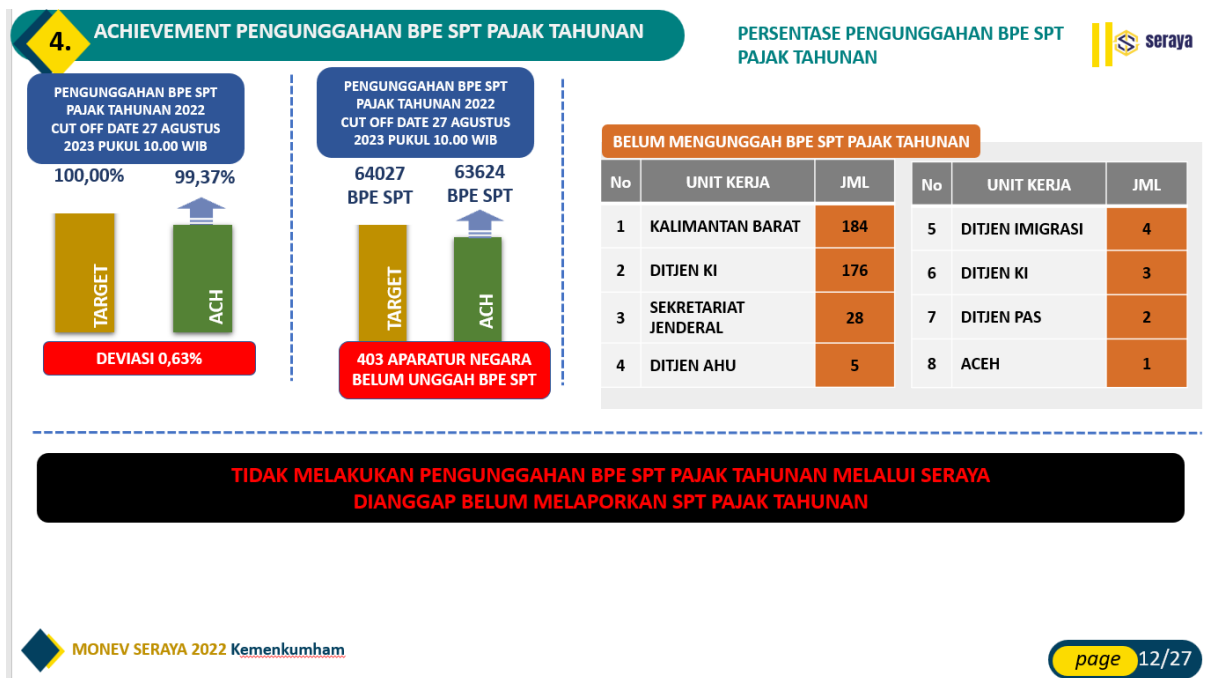 4.
ACHIEVEMENT PENGUNGGAHAN BPE SPT PAJAK TAHUNAN
PERSENTASE PENGUNGGAHAN BPE SPT
PAJAK TAHUNAN
seraya
PENGUNGGAHAN BPE SPT
PAJAK TAHUNAN 2022
CUT OFF DATE 27 AGUSTUS
2023 PUKUL 10.00 WIB
100,00%
99,37%
TARGET
ACH
DEVIASI 0,63%
PENGUNGGAHAN BPE SPT
PAJAK TAHUNAN 2022
CUT OFF DATE 27 AGUSTUS
2023 PUKUL 10.00 WIB
64027
BPE SPT
63624
BPE SPT
TARGET
ACH
403 APARATUR NEGARA
BELUM UNGGAH BPE SPT
BELUM MENGUNGGAH BPE SPT PAJAK TAHUNAN
No UNIT KERJA JML
1 KALIMANTAN BARAT 184
2 DITJEN KI 176
3 SEKRETARIAT
JENDERAL 28
4 DITJEN AHU 5
No UNIT KERJA JML
5 DITJEN IMIGRASI 4
6 DITJEN KI 3
7 DITJEN PAS 2
8 ACEH 1
TIDAK MELAKUKAN PENGUNGGAHAN BPE SPT PAJAK TAHUNAN MELALUI SERAYA
DIANGGAP BELUM MELAPORKAN SPT PAJAK TAHUNAN
MONEV SERAYA 2022 Kemenkumham
page 12/27